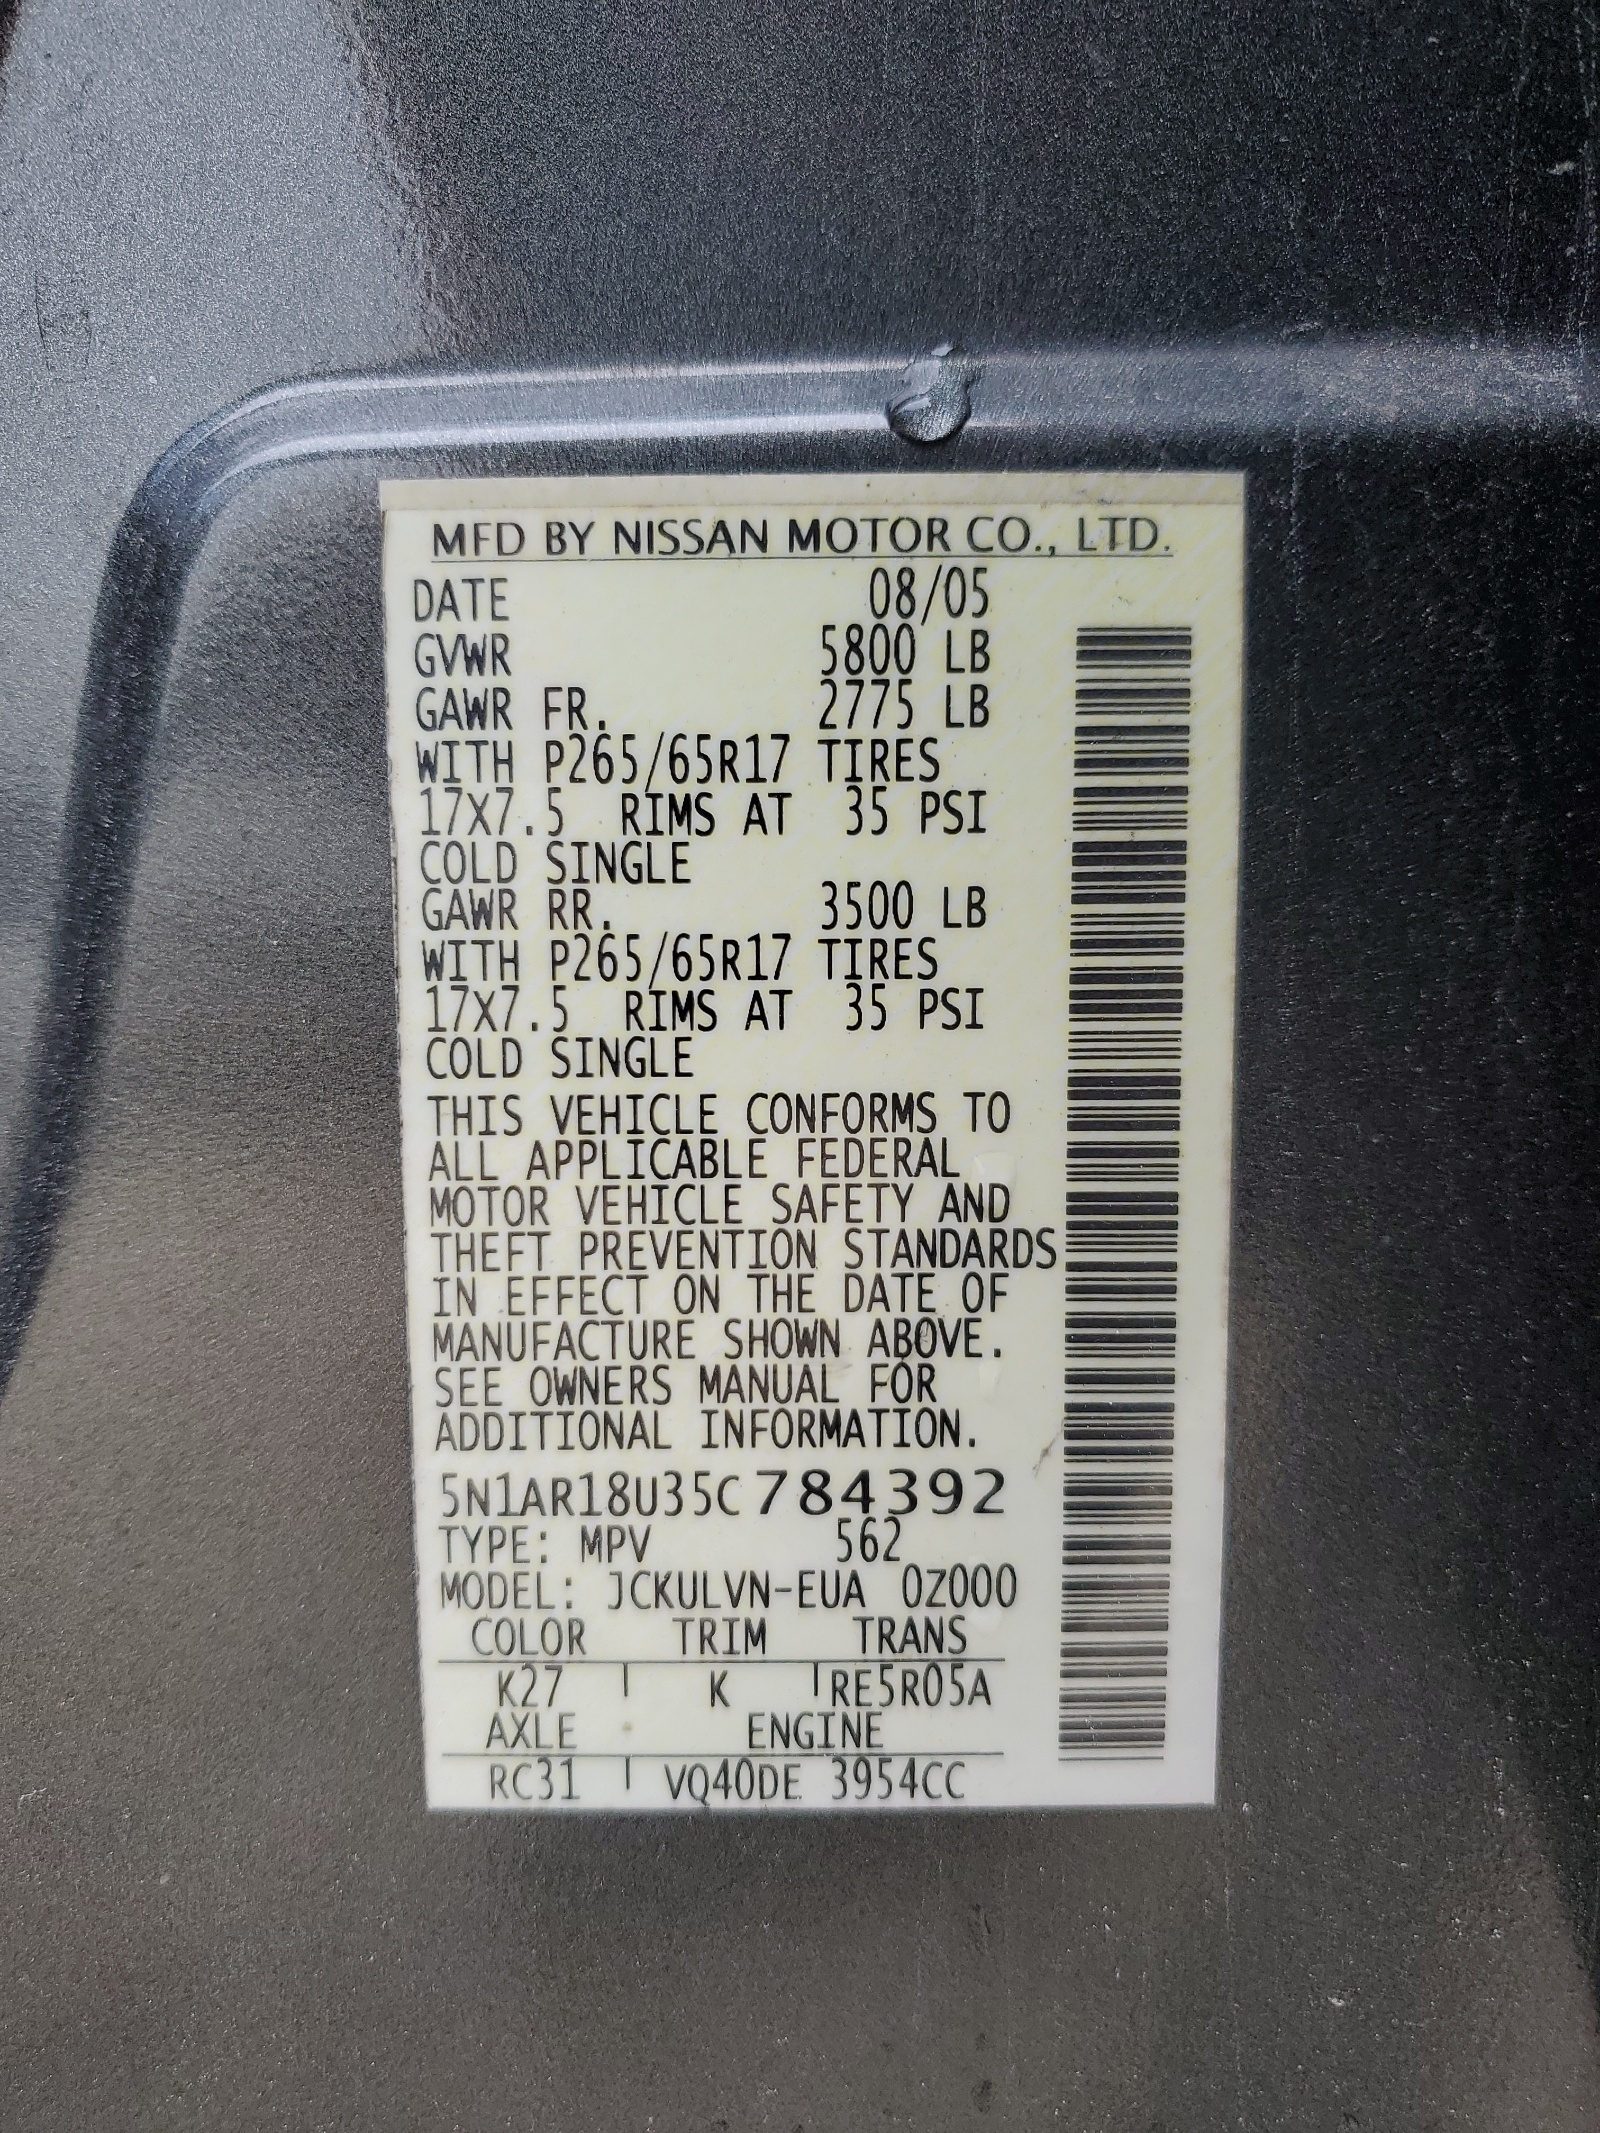 MFD BY NISSAN MOTOR CO., LTD.
DATE 08/05
GVWR 5800 LB
GAWR FR. 2775 LB
WITH P265/65R17 TIRES
17X7.5 RIMS AT 35 PSI
COLD SINGLE
GAWR RR. 3500 LB
WITH P265/65R17 TIRES
17X7.5 RIMS AT 35 PSI
COLD SINGLE
THIS VEHICLE CONFORMS TO
ALL APPLICABLE FEDERAL
MOTOR VEHICLE SAFETY AND
THEFT PREVENTION STANDARDS
IN EFFECT ON THE DATE OF
MANUFACTURE SHOWN ABOVE.
SEE OWNERS MANUAL FOR
ADDITIONAL INFORMATION.
5N1AR18U35C784392
TYPE: MPV 562
MODEL: JCKULVN-EUA 0Z000
COLOR TRIM TRANS
K27 K RE5R05A
AXLE ENGINE
RC31 VQ40DE 3954CC